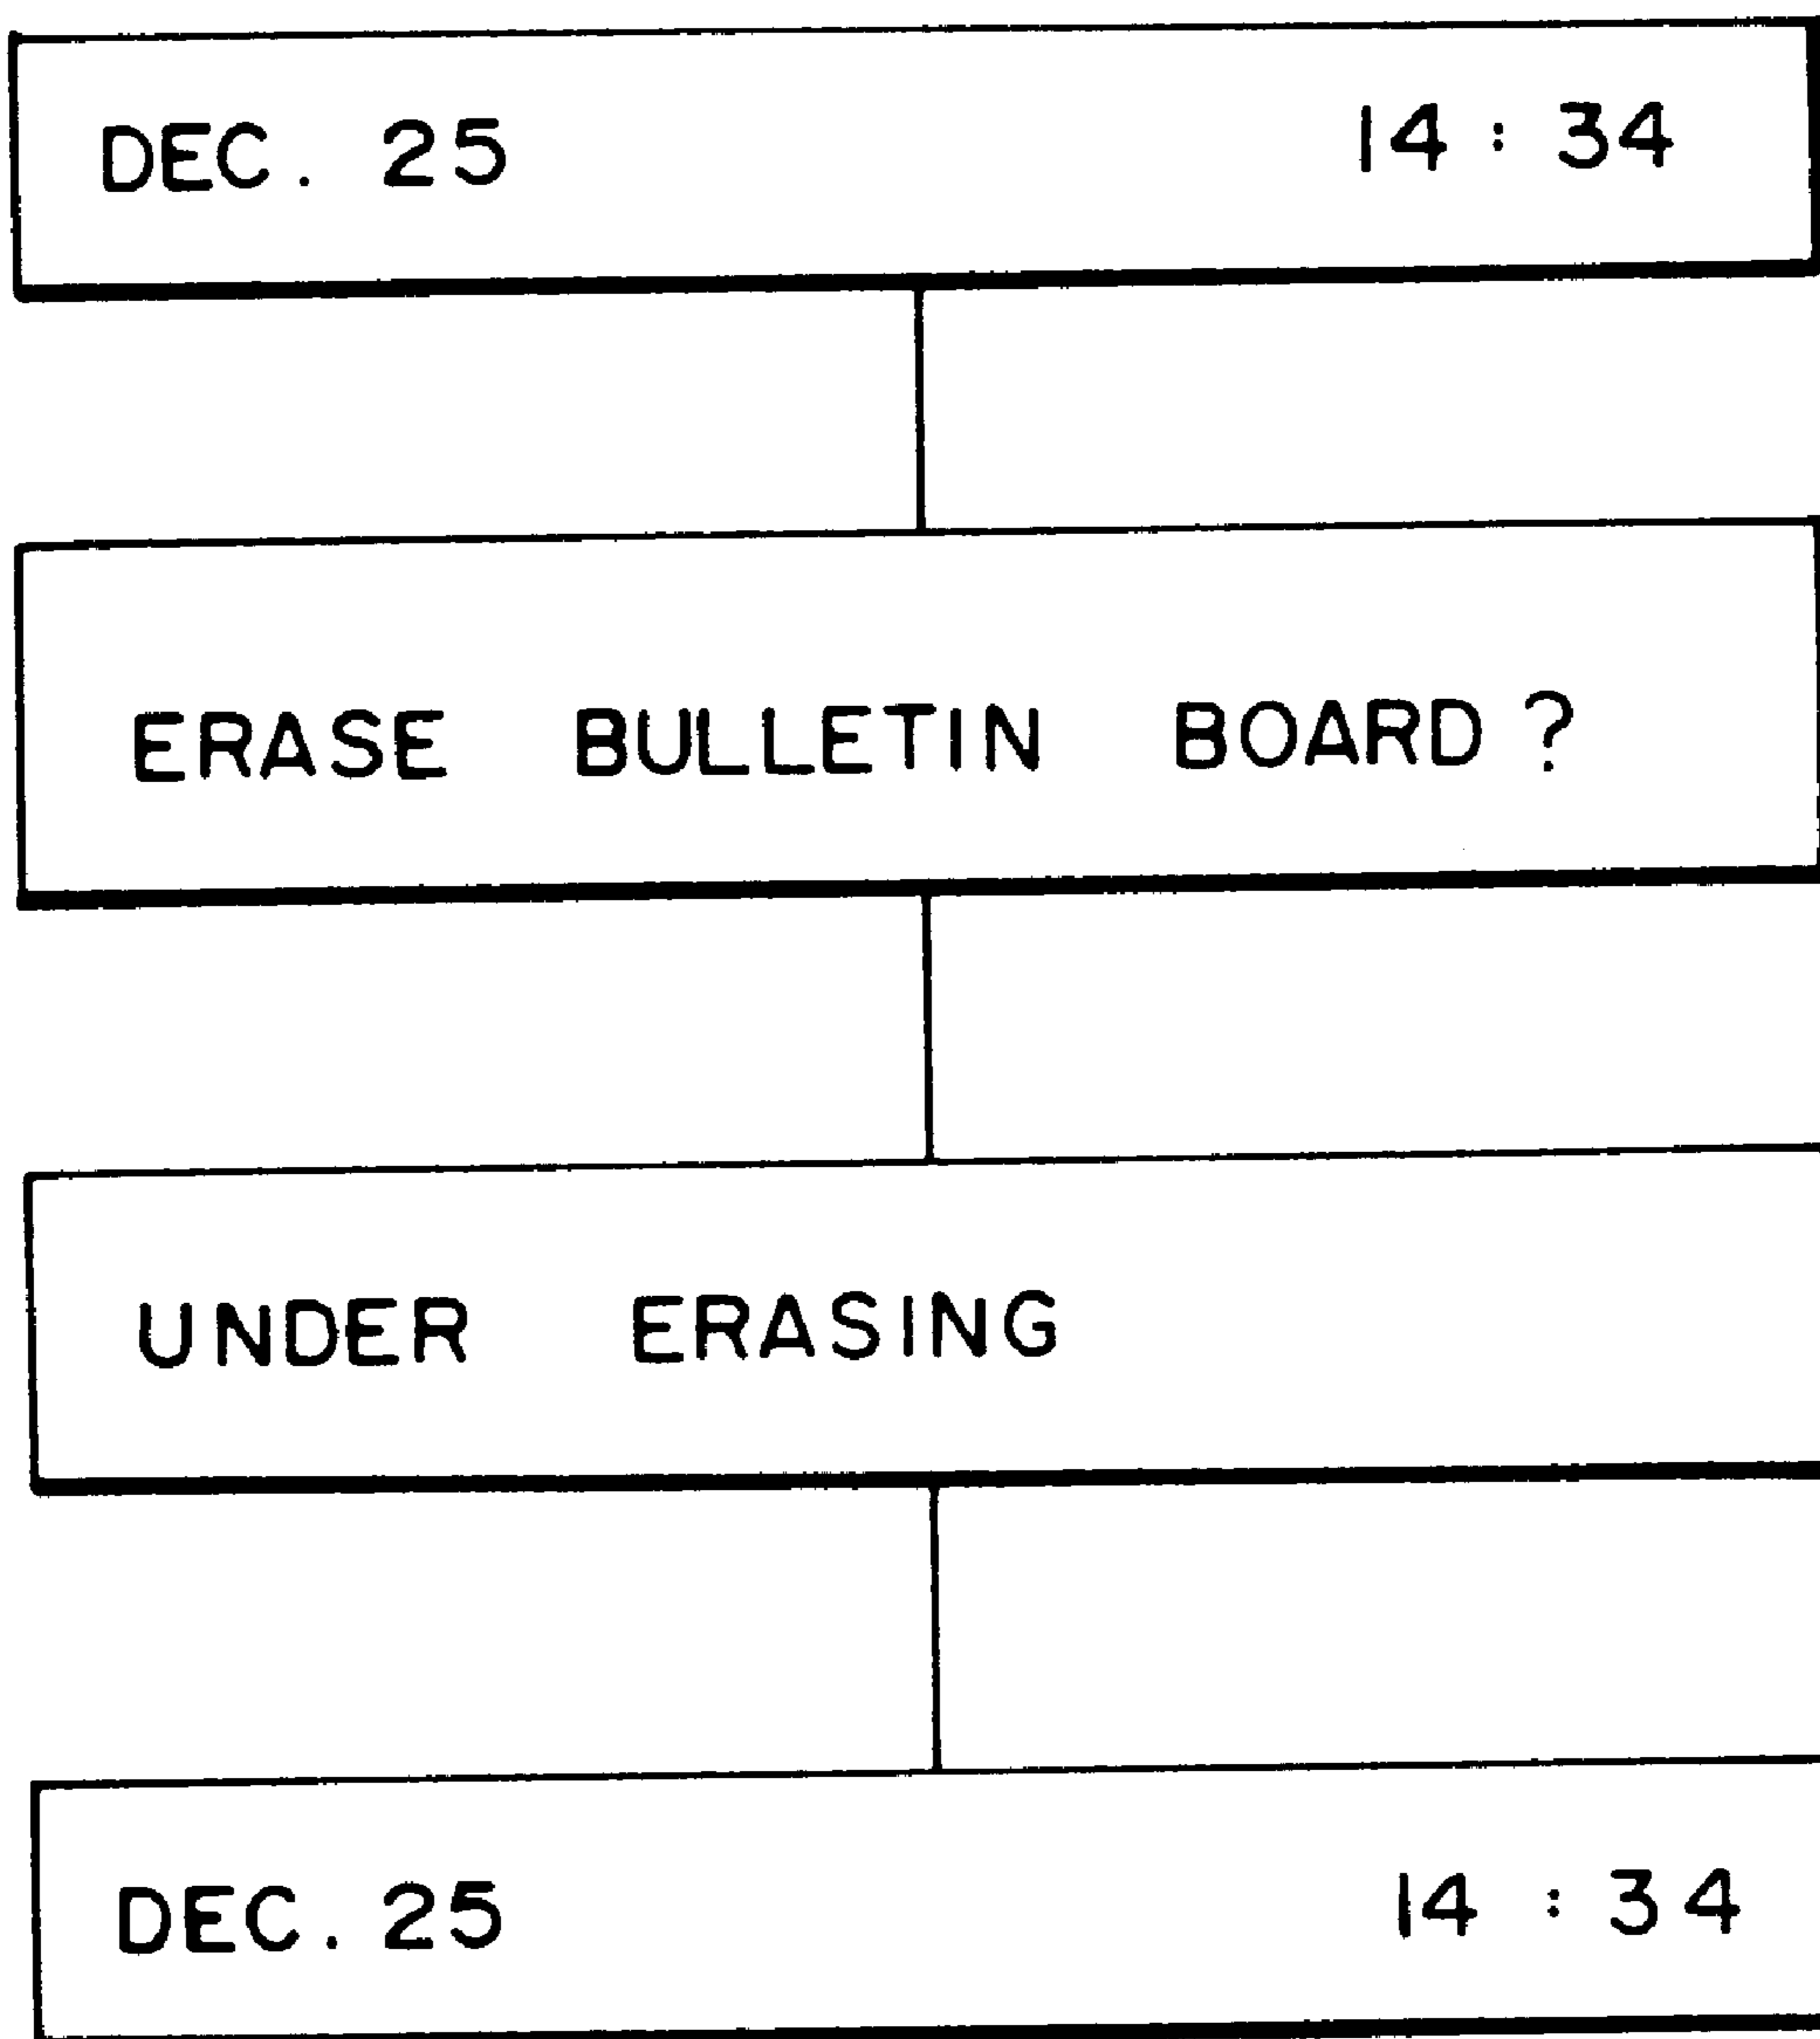 DEC. 25 14 : 34
ERASE BULLETIN BOARD ?
UNDER ERASING
DEC. 25 14 : 34